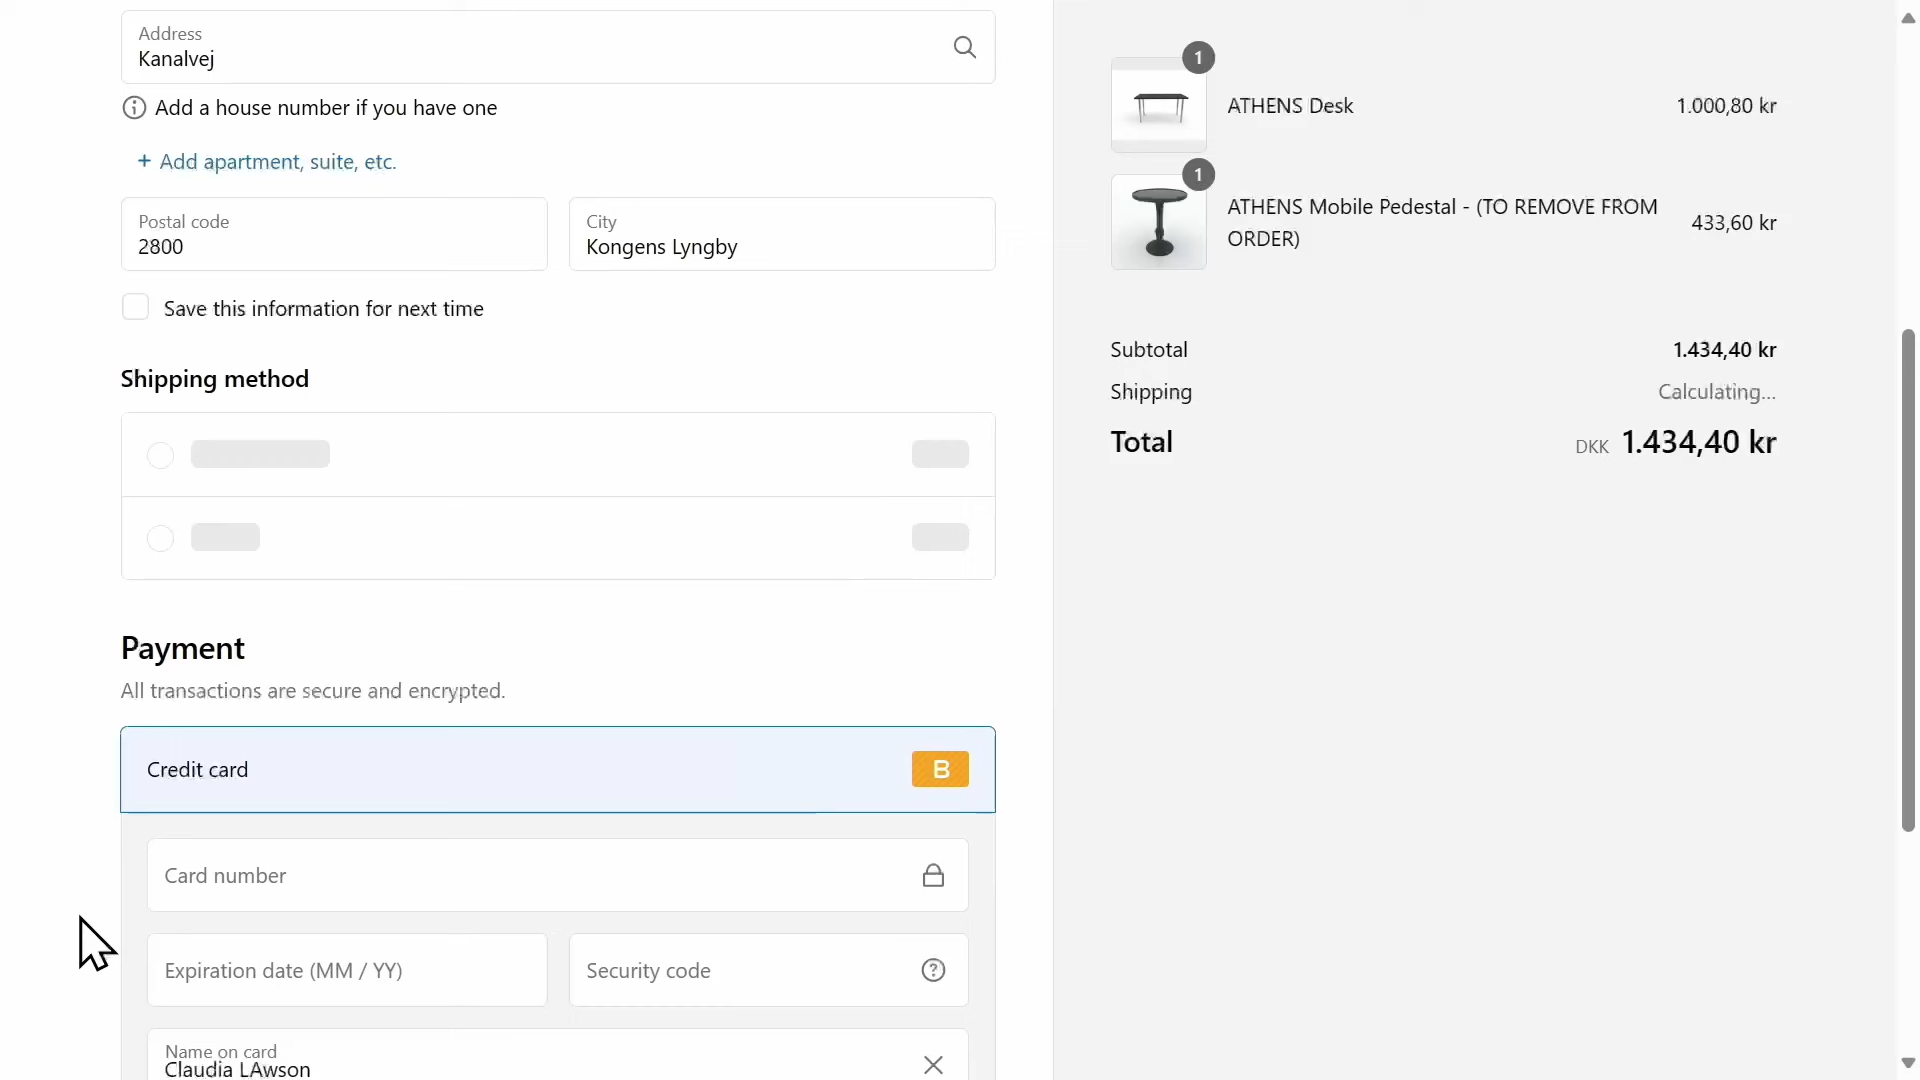 Address
Kanalvej
Add a house number if you have one
+ Add apartment, suite, etc.
Postal code
2800
City
Kongens Lyngby
Save this information for next time
Shipping method
Payment
All transactions are secure and encrypted.
Credit card
B
Card number
Expiration date (MM / YY)
Security code
Name on card
Claudia LAwson
1
ATHENS Desk
1.000,80 kr
1
ATHENS Mobile Pedestal - (TO REMOVE FROM
ORDER)
433,60 kr
Subtotal
1.434,40 kr
Shipping
Calculating...
Total
DKK 1.434,40 kr